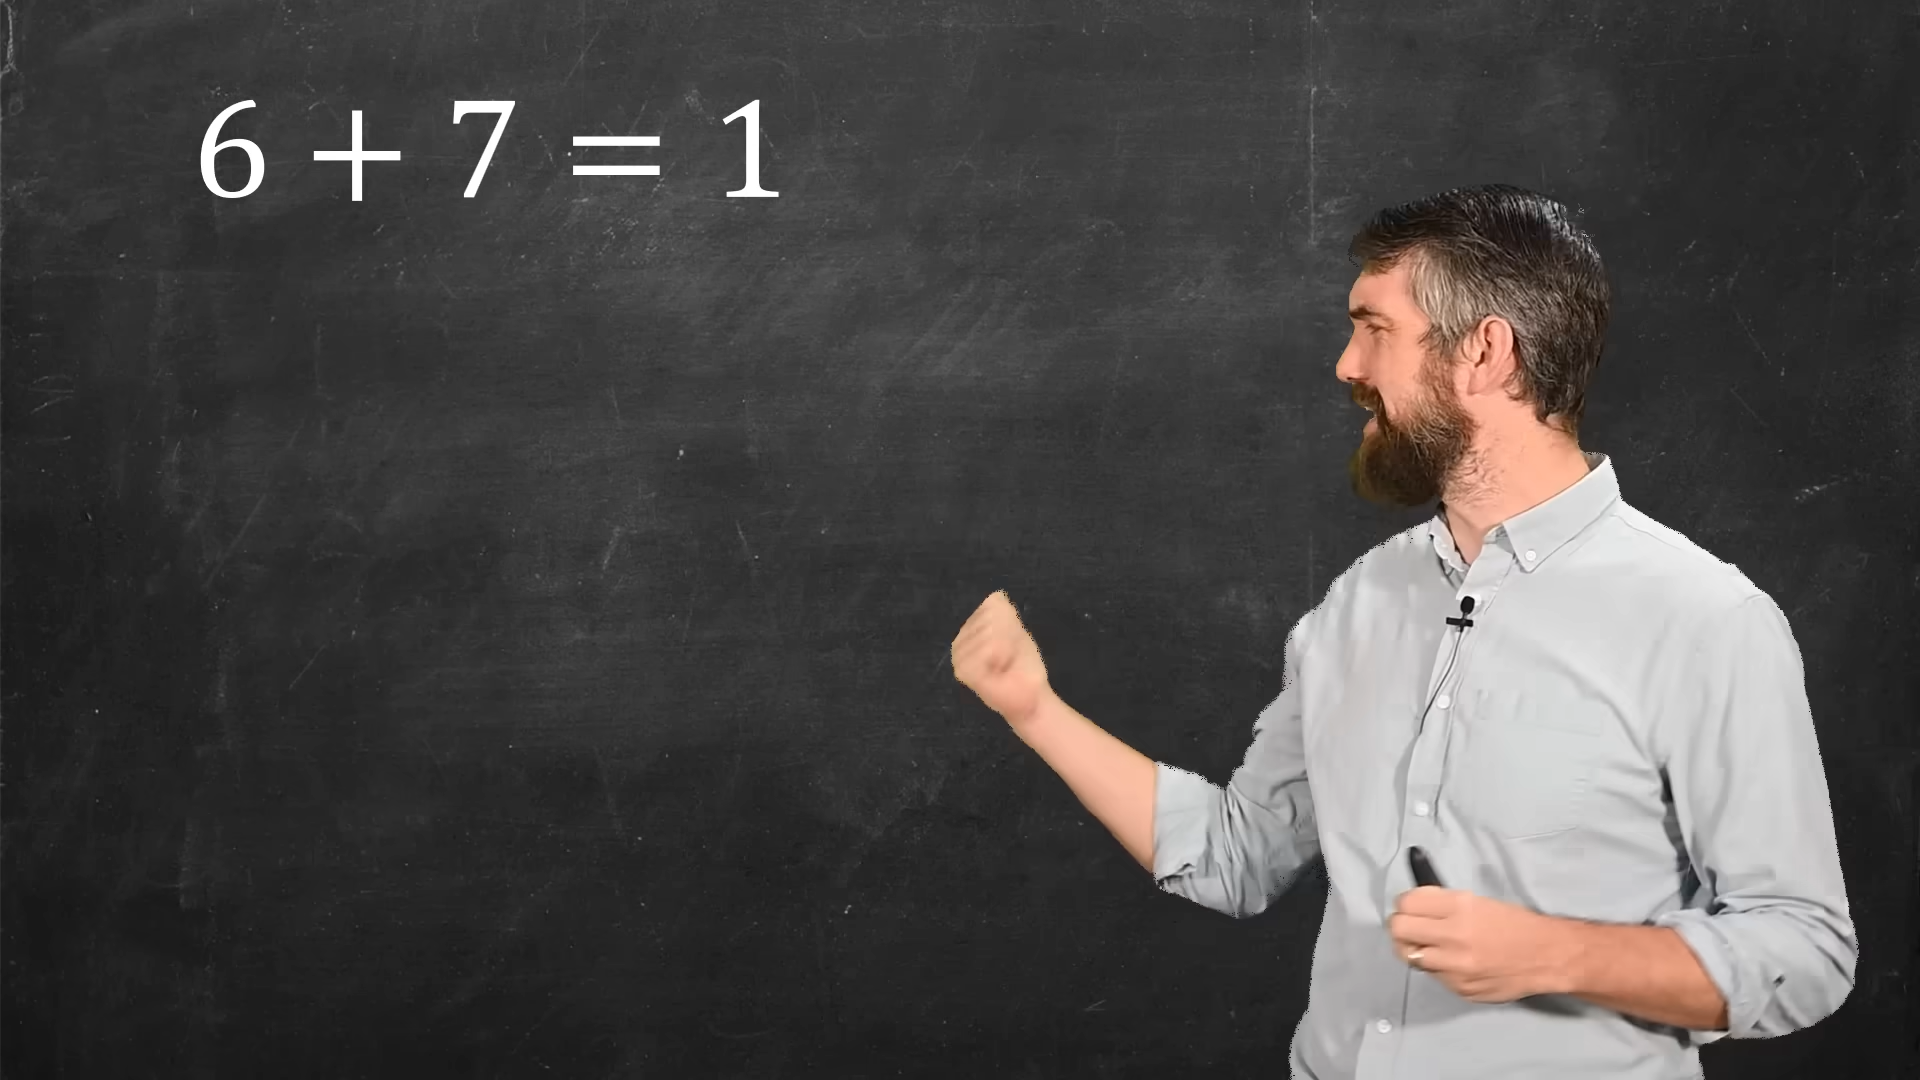 6 + 7 = 1